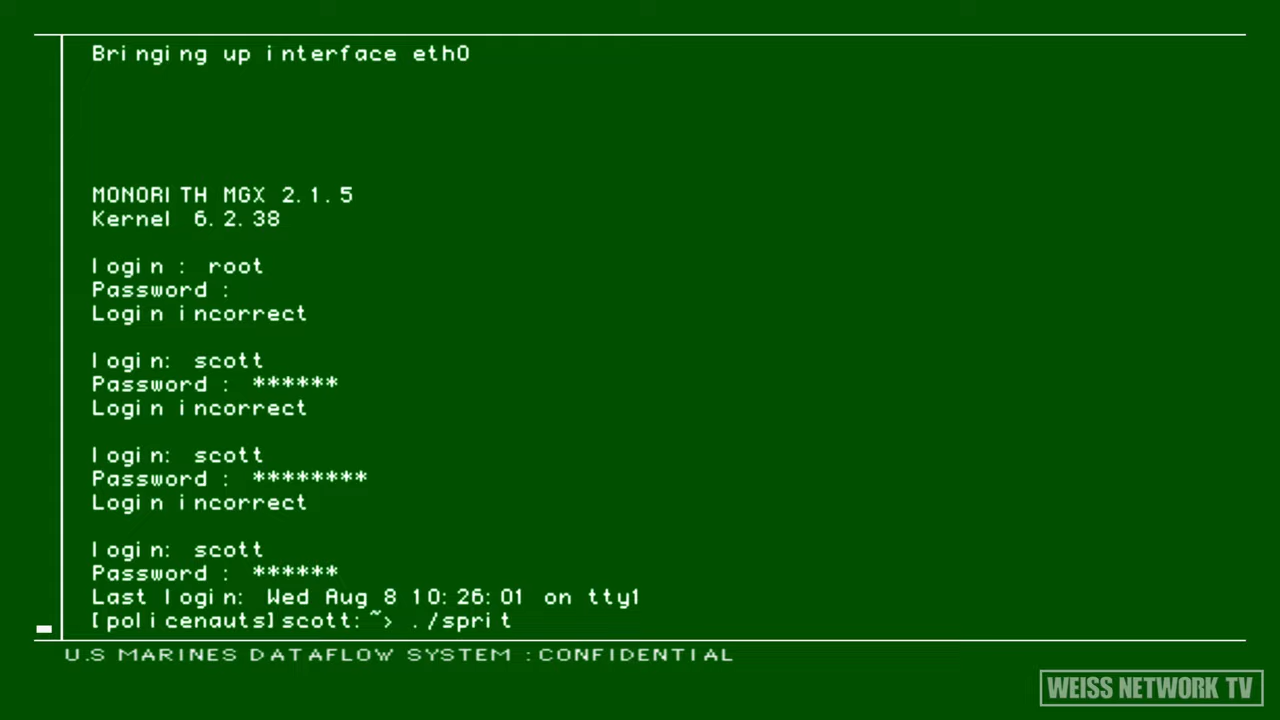 Bringing up interface eth0
MONORITH MGX 2.1.5
Kernel 6.2.38
login : root
Password :
Login incorrect
login: scott
Password : ******
Login incorrect
login: scott
Password : ********
Login incorrect
login: scott
Password : ******
Last login: Wed Aug 8 10:26:01 on tty1
[policenauts]scott:~> ./sprit
U.S MARINES DATAFLOW SYSTEM :CONFIDENTIAL
WEISS NETWORK TV